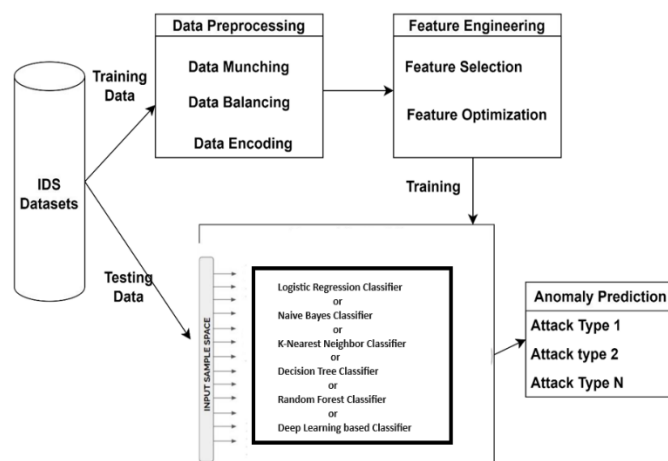 Data Preprocessing
Data Munching
Data Balancing
Data Encoding
Feature Engineering
Feature Selection
Feature Optimization
Training
Data
IDS
Datasets
Testing
Data
Training
INPUT SAMPLE SPACE
Logistic Regression Classifier
or
Naive Bayes Classifier
or
K-Nearest Neighbor Classifier
or
Decision Tree Classifier
or
Random Forest Classifier
or
Deep Learning based Classifier
Anomaly Prediction
Attack Type 1
Attack type 2
Attack Type N